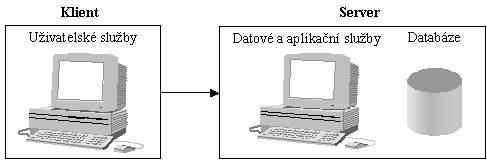 Klient
Server
Uživatelské služby
Datové a aplikační služby
Databáze